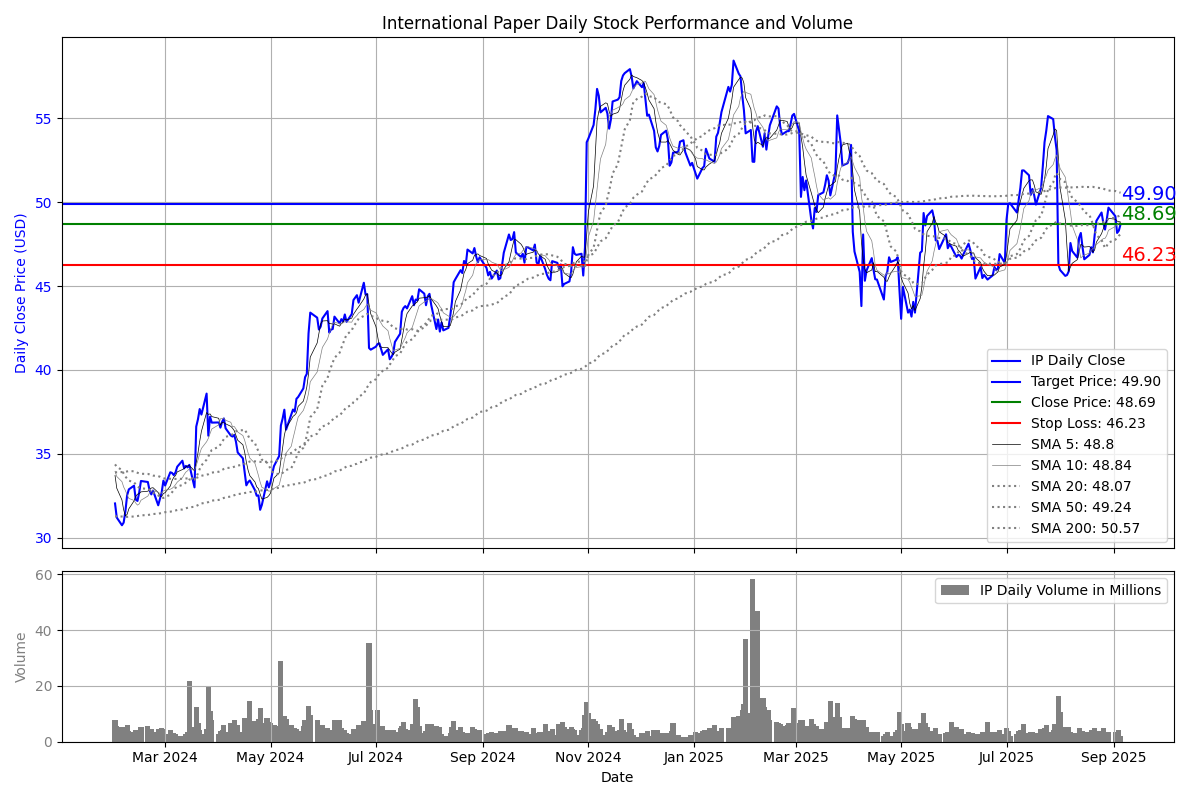 International Paper Daily Stock Performance and Volume
Daily Close Price (USD)
55
50
45
40
35
30
49.90
48.69
46.23
IP Daily Close
Target Price: 49.90
Close Price: 48.69
Stop Loss: 46.23
SMA 5: 48.8
SMA 10: 48.84
SMA 20: 48.07
SMA 50: 49.24
SMA 200: 50.57
Volume
60
40
20
0
IP Daily Volume in Millions
Mar 2024 May 2024 Jul 2024 Sep 2024 Nov 2024 Jan 2025 Mar 2025 May 2025 Jul 2025 Sep 2025
Date